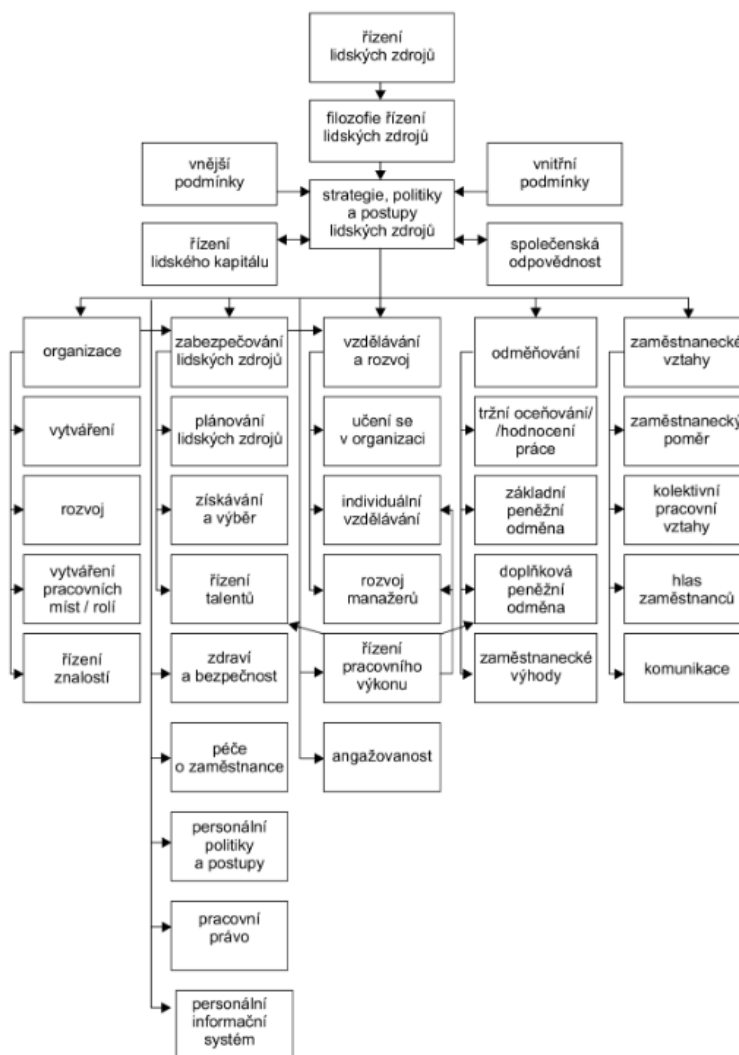 řízení
lidských zdrojů
filozofie řízení
lidských zdrojů
vnější
podmínky
vnitřní
podmínky
strategie, politiky
a postupy
lidských zdrojů
řízení
lidského kapitálu
společenská
odpovědnost
organizace
zabezpečování
lidských zdrojů
vzdělávání
a rozvoj
odměňování
zaměstnanecké
vztahy
vytváření
plánování
lidských zdrojů
učení se
v organizaci
tržní oceňování/
/hodnocení
práce
zaměstnanecký
poměr
rozvoj
získávání
a výběr
individuální
vzdělávání
základní
peněžní
odměna
kolektivní
pracovní
vztahy
vytváření
pracovních
míst / rolí
řízení
talentů
rozvoj
manažerů
doplňková
peněžní
odměna
hlas
zaměstnanců
řízení
znalostí
zdraví
a bezpečnost
řízení
pracovního
výkonu
zaměstnanecké
výhody
komunikace
péče
o zaměstnance
angažovanost
personální
politiky
a postupy
pracovní
právo
personální
informační
systém